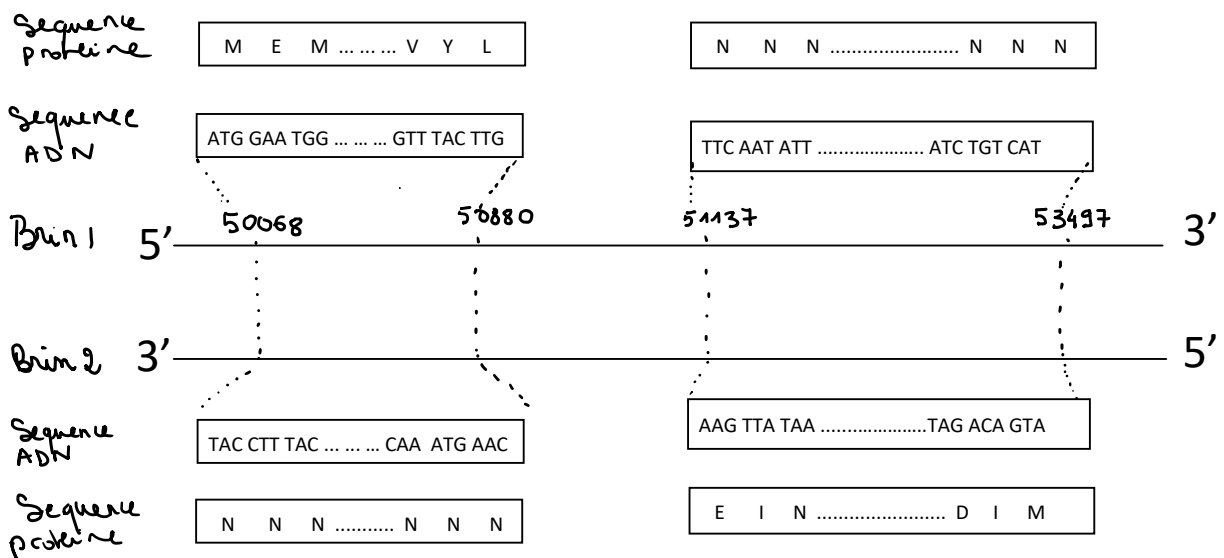 Sequence proteine
M E M ... ... ... V Y L
N N N ....................... N N N
Sequence ADN
ATG GAA TGG ... ... ... GTT TAC TTG
TTC AAT ATT ..................... ATC TGT CAT
50068 50880 51137 53497
Brin 1 5' 3'
Brin 2 3' 5'
Sequence ADN
TAC CTT TAC ... ... ... CAA ATG AAC
AAG TTA TAA .....................TAG ACA GTA
Sequence proteine
N N N ........... N N N
E I N ....................... D I M